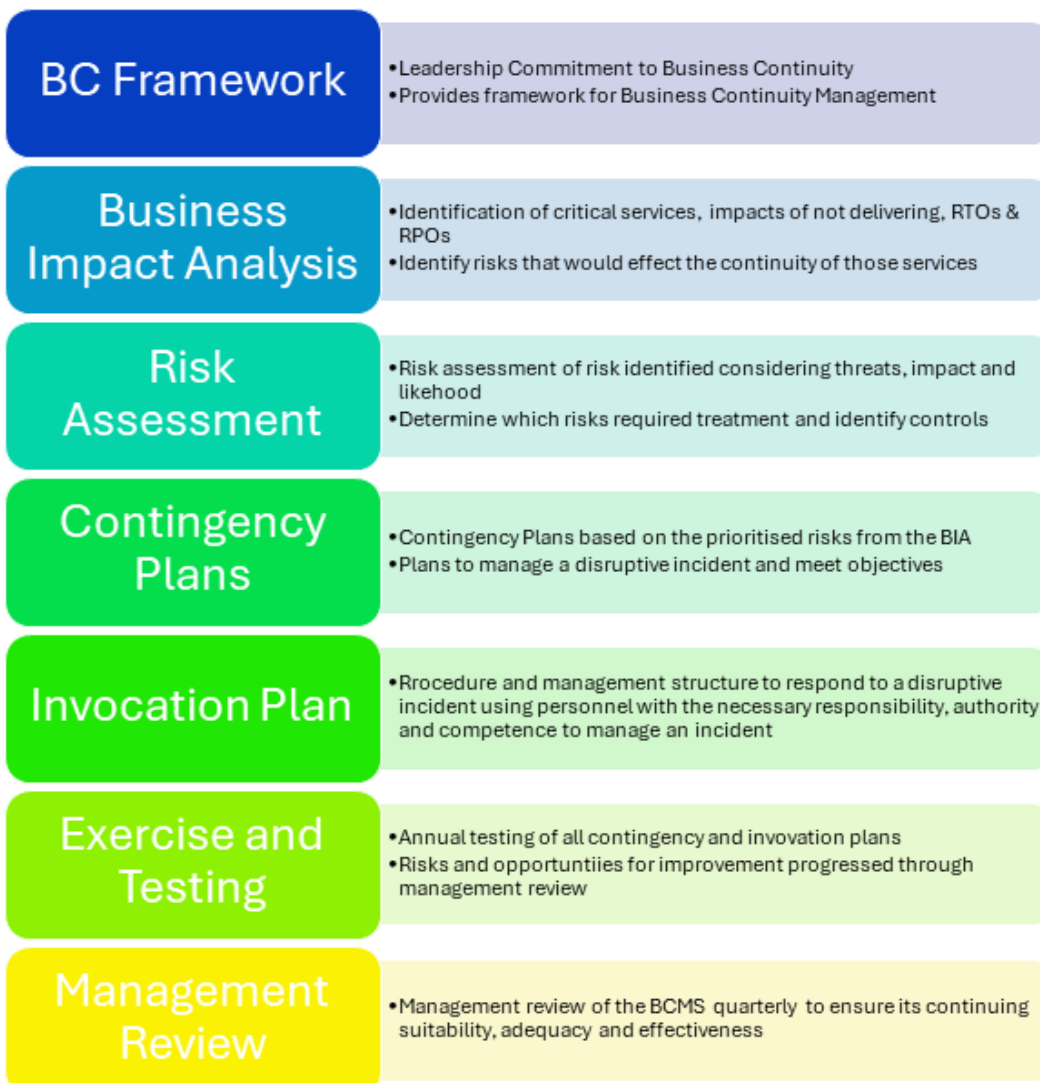 BC Framework
•Leadership Commitment to Business Continuity
•Provides framework for Business Continuity Management
Business
Impact Analysis
•Identification of critical services, impacts of not delivering, RTOs &
RPOs
•Identify risks that would effect the continuity of those services
Risk
Assessment
•Risk assessment of risk identified considering threats, impact and
likehood
•Determine which risks required treatment and identify controls
Contingency
Plans
•Contingency Plans based on the prioritised risks from the BIA
•Plans to manage a disruptive incident and meet objectives
Invocation Plan
•Rrocedure and management structure to respond to a disruptive
incident using personnel with the necessary responsibility, authority
and competence to manage an incident
Exercise and
Testing
•Annual testing of all contingency and invovation plans
•Risks and opportuntiies for improvement progressed through
management review
Management
Review
•Management review of the BCMS quarterly to ensure its continuing
suitability, adequacy and effectiveness